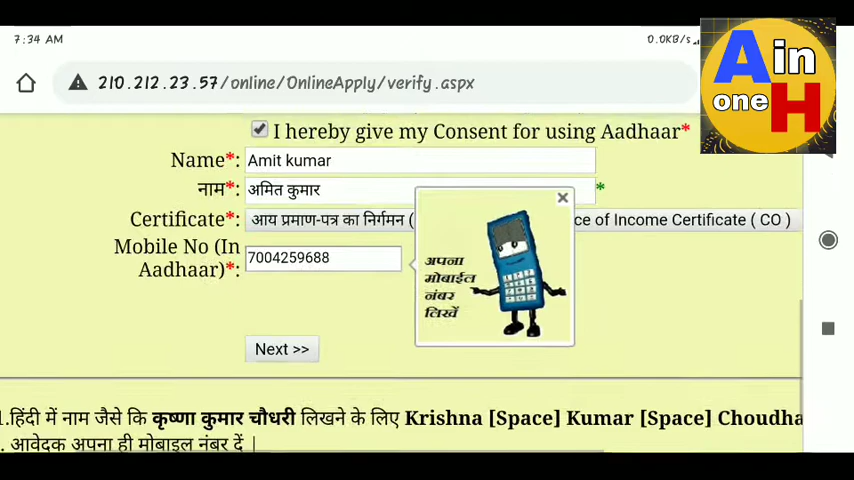 7:34 AM
0.0KB/s
A in
one H
210.212.23.57/online/OnlineApply/verify.aspx
I hereby give my Consent for using Aadhaar*
Name*: Amit kumar
नाम*: अमित कुमार *
Certificate*: आय प्रमाण-पत्र का निर्गमन ( ce of Income Certificate ( CO )
Mobile No (In
Aadhaar)*: 7004259688
अपना
मोबाईल
नंबर
लिखें
Next >>
.हिंदी में नाम जैसे कि कृष्णा कुमार चौधरी लिखने के लिए Krishna [Space] Kumar [Space] Choudha
. आवेदक अपना ही मोबाइल नंबर दें |